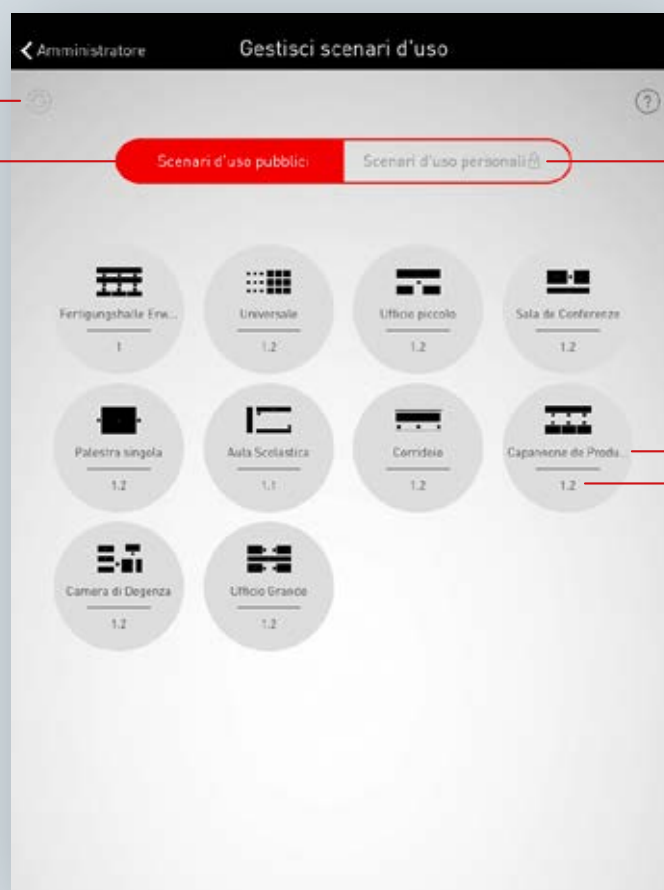 Amministratore
Gestisci scenari d'uso
?
Scenari d'uso pubblici
Scenari d'uso personali
Fertigungshalle Erw...
Universale
Ufficio piccolo
Sala de Conferenze
1
1.2
1.2
1.2
Palestra singola
Aula Scolastica
Corridoio
Capannone de Produ...
1.2
1.1
1.2
1.2
Camera di Degenza
Ufficio Grande
1.2
1.2